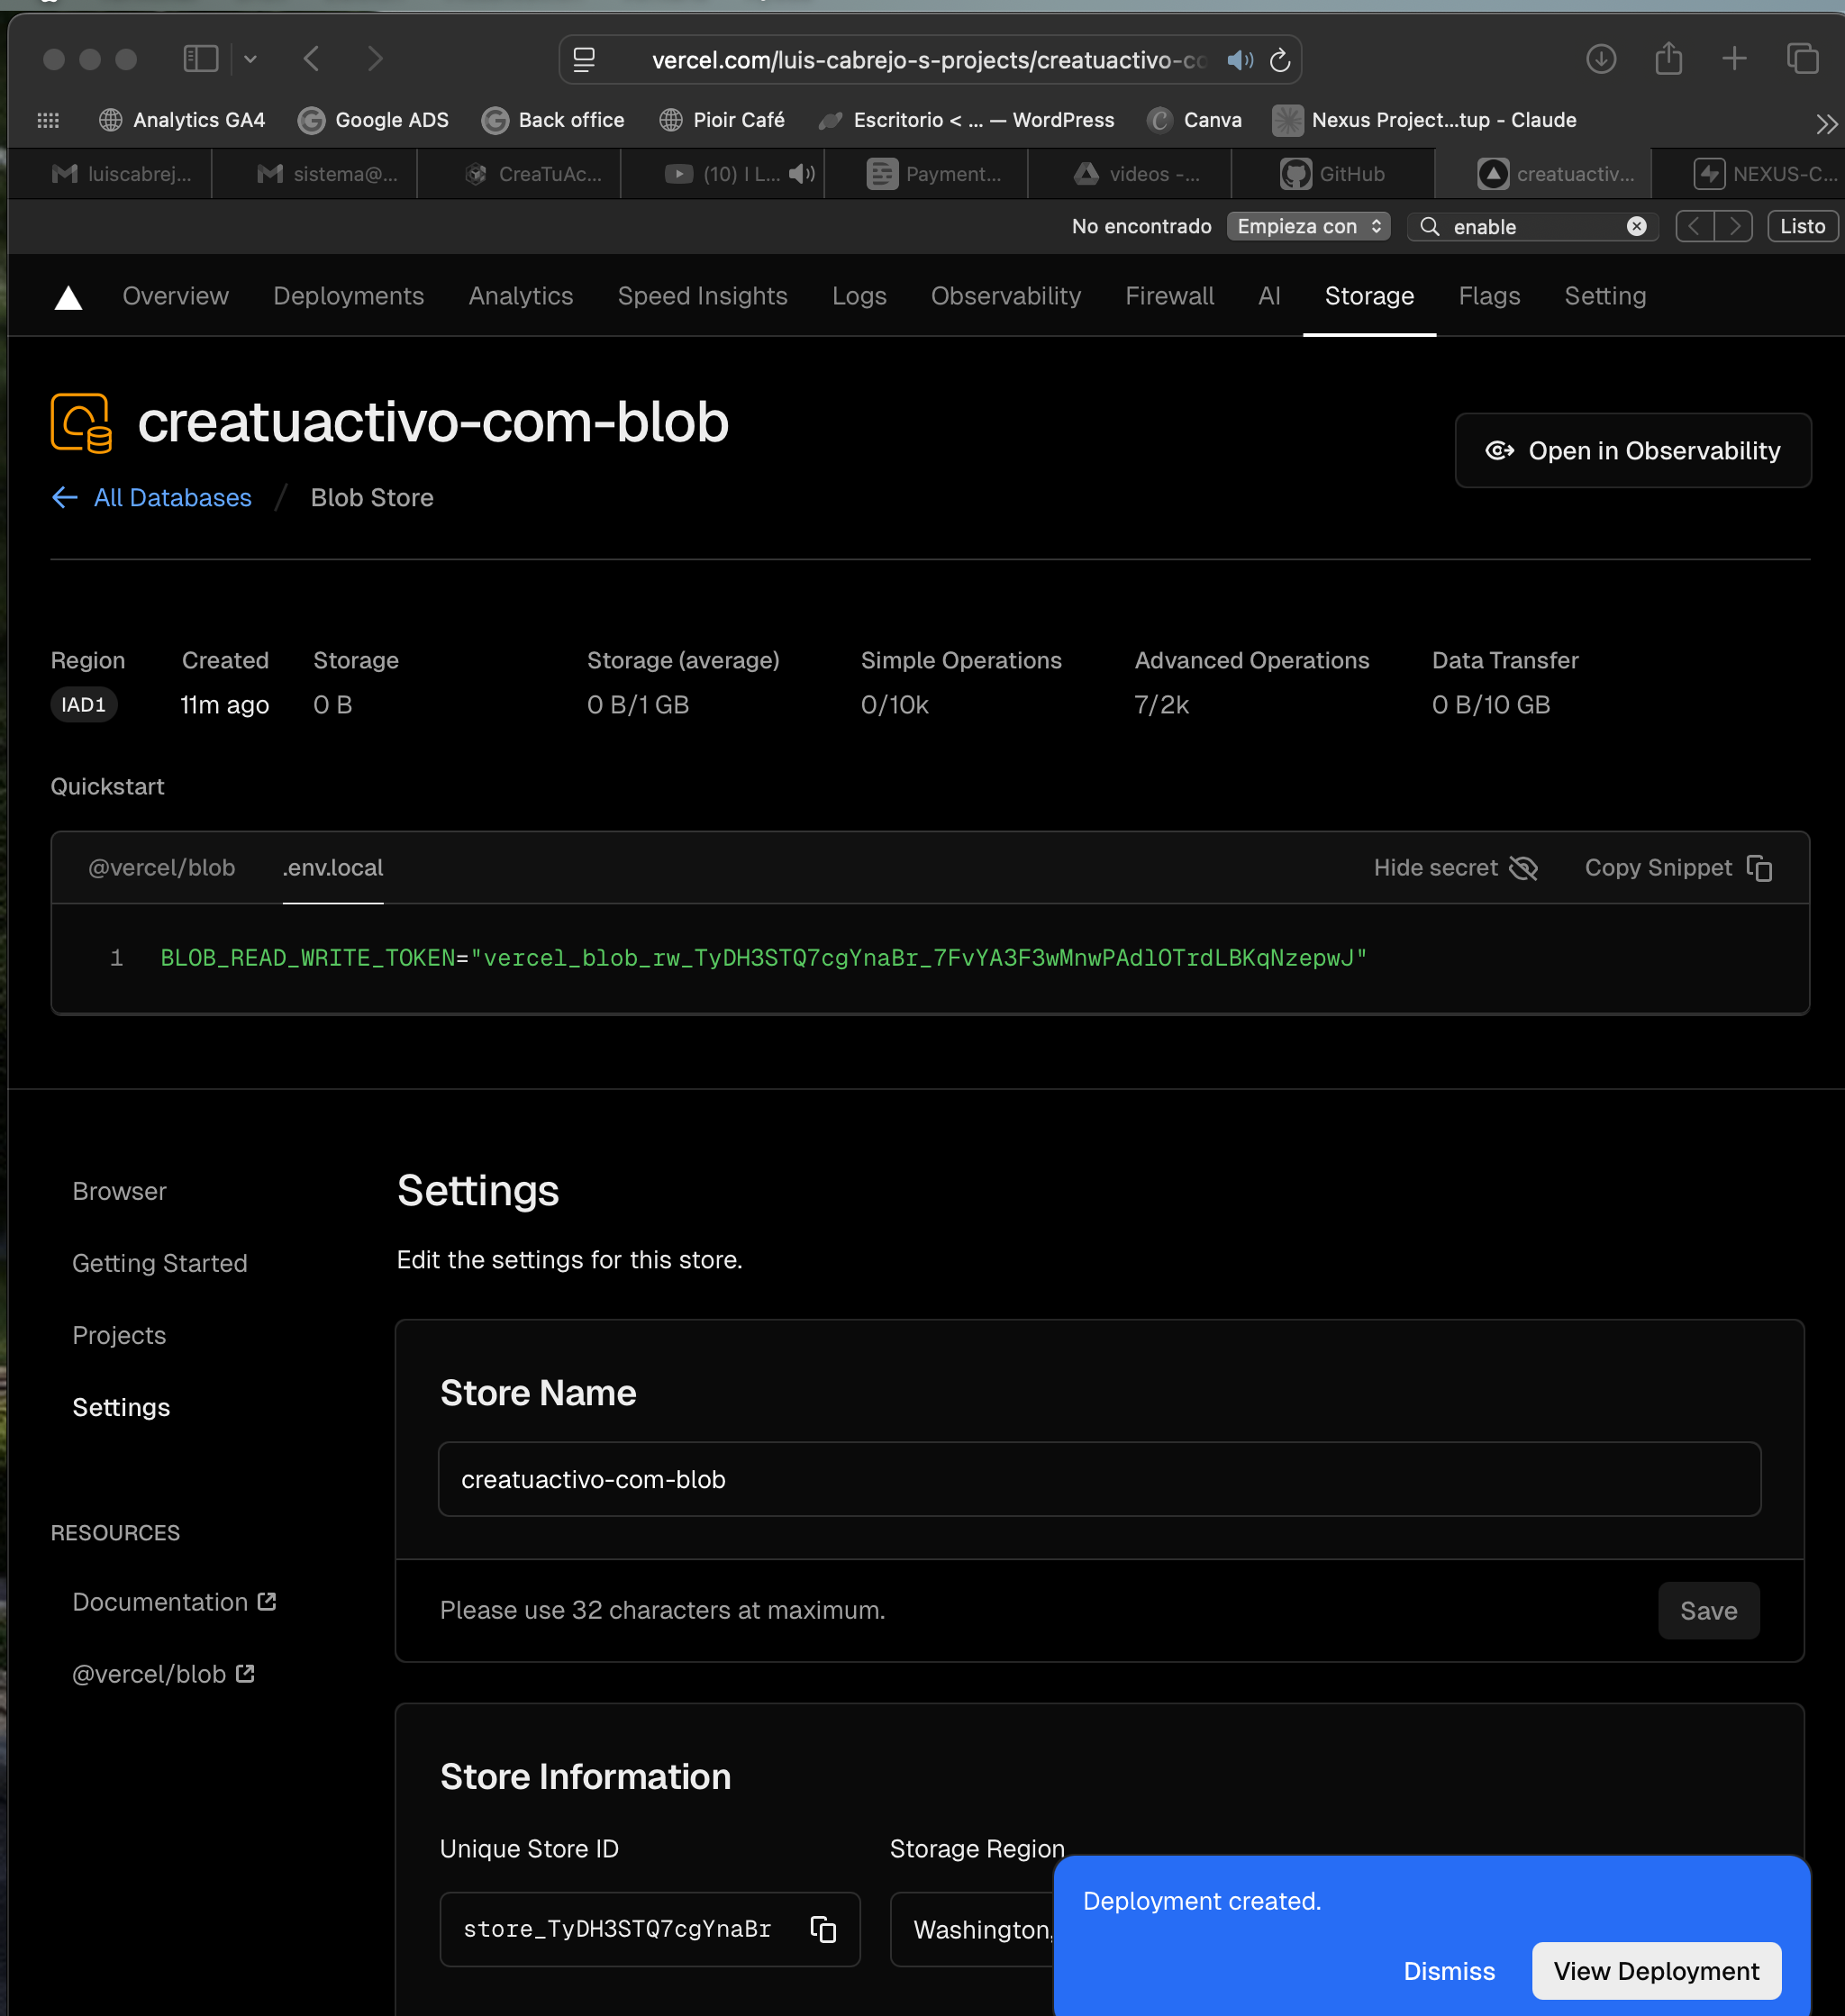 vercel.com/luis-cabrejo-s-projects/creatuactivo-co
Analytics GA4 Google ADS Back office Pioir Café Escritorio < ... — WordPress Canva Nexus Project...tup - Claude
luiscabrej... sistema@... CreaTuAc... (10) I L... Payment... videos -... GitHub creatuactiv... NEXUS-C...
No encontrado Empieza con enable Listo
Overview Deployments Analytics Speed Insights Logs Observability Firewall AI Storage Flags Setting
creatuactivo-com-blob
Open in Observability
All Databases / Blob Store
Region Created Storage Storage (average) Simple Operations Advanced Operations Data Transfer
IAD1 11m ago 0 B 0 B/1 GB 0/10k 7/2k 0 B/10 GB
Quickstart
@vercel/blob .env.local Hide secret Copy Snippet
1 BLOB_READ_WRITE_TOKEN="vercel_blob_rw_TyDH3STQ7cgYnaBr_7FvYA3F3wMnwPAdlOTrdLBKqNzepwJ"
Browser
Getting Started
Projects
Settings
RESOURCES
Documentation
@vercel/blob
Settings
Edit the settings for this store.
Store Name
creatuactivo-com-blob
Please use 32 characters at maximum.
Save
Store Information
Unique Store ID Storage Region
store_TyDH3STQ7cgYnaBr Washington,
Deployment created.
Dismiss View Deployment